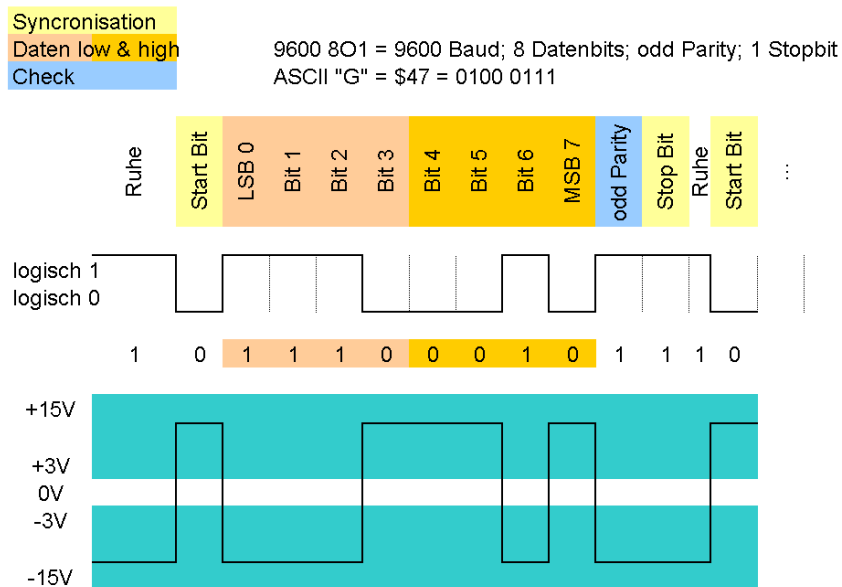 Syncronisation
Daten low & high
Check
9600 8O1 = 9600 Baud; 8 Datenbits; odd Parity; 1 Stopbit
ASCII "G" = $47 = 0100 0111
Ruhe
Start Bit
LSB 0
Bit 1
Bit 2
Bit 3
Bit 4
Bit 5
Bit 6
MSB 7
odd Parity
Stop Bit
Ruhe
Start Bit
...
logisch 1
logisch 0
1 0 1 1 1 0 0 0 1 0 1 1 1 0
+15V
+3V
0V
-3V
-15V